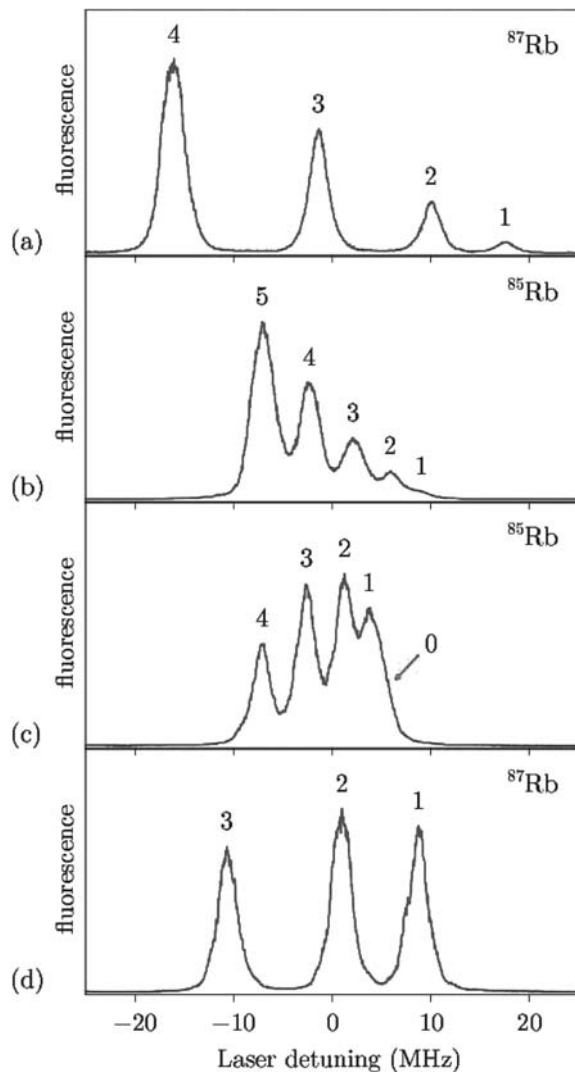 4
⁸⁷Rb
3
2
1
fluorescence
(a)
5
⁸⁵Rb
4
3
2
1
fluorescence
(b)
3
2
⁸⁵Rb
1
4
0
fluorescence
(c)
2
1
⁸⁷Rb
3
fluorescence
(d)
−20 −10 0 10 20
Laser detuning (MHz)